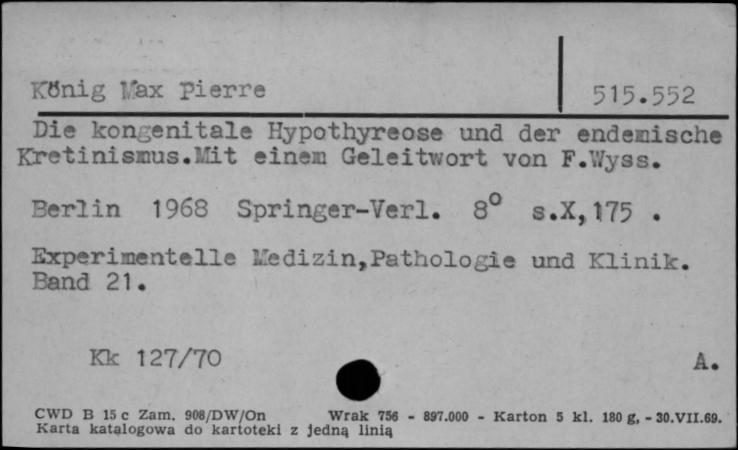 König Max Pierre
515.552
Die kongenitale Hypothyreose und der endemische
Kretinismus.Mit einem Geleitwort von F.Wyss.
Berlin 1968 Springer-Verl. 8° s.X,175 .
Experimentelle Medizin,Pathologie und Klinik.
Band 21.
Kk 127/70
A.
CWD B 15 c Zam. 908/DW/On Wrak 756 - 897.000 - Karton 5 kl. 180 g, - 30.VII.69.
Karta katalogowa do kartoteki z jedną linią